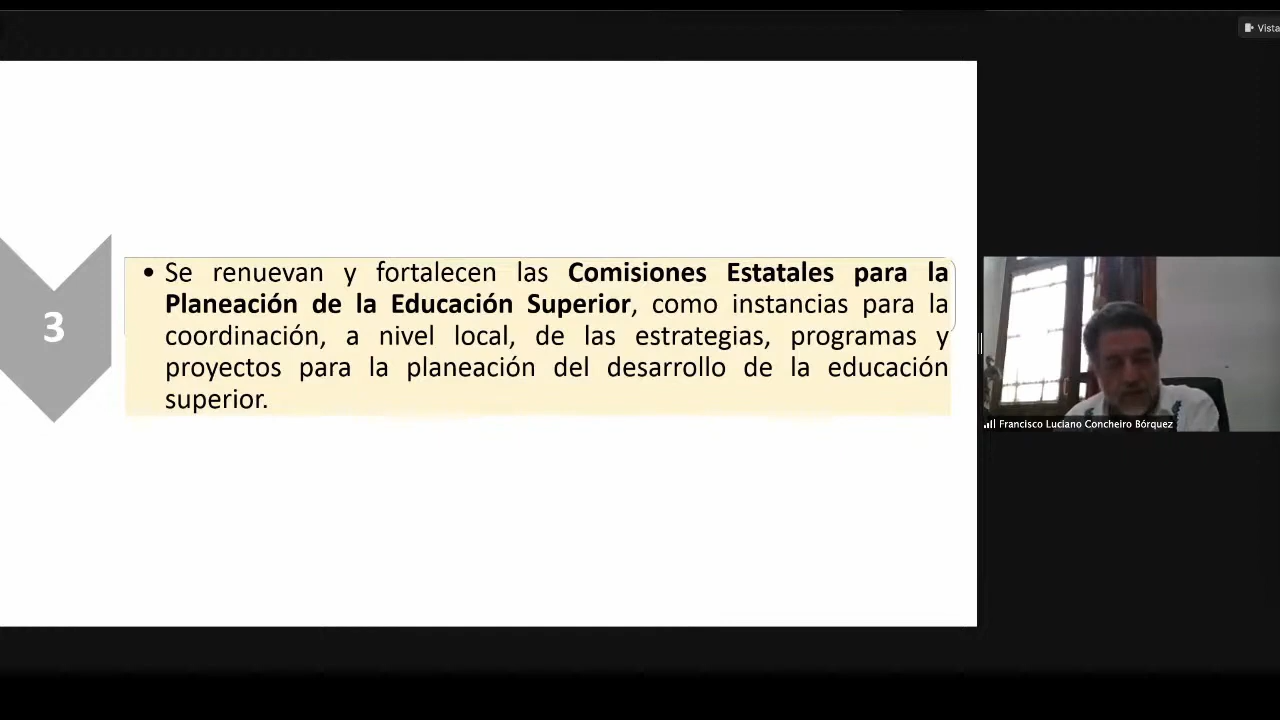 Vista
3
• Se renuevan y fortalecen las Comisiones Estatales para la
Planeación de la Educación Superior, como instancias para la
coordinación, a nivel local, de las estrategias, programas y
proyectos para la planeación del desarrollo de la educación
superior.
Francisco Luciano Concheiro Bórquez